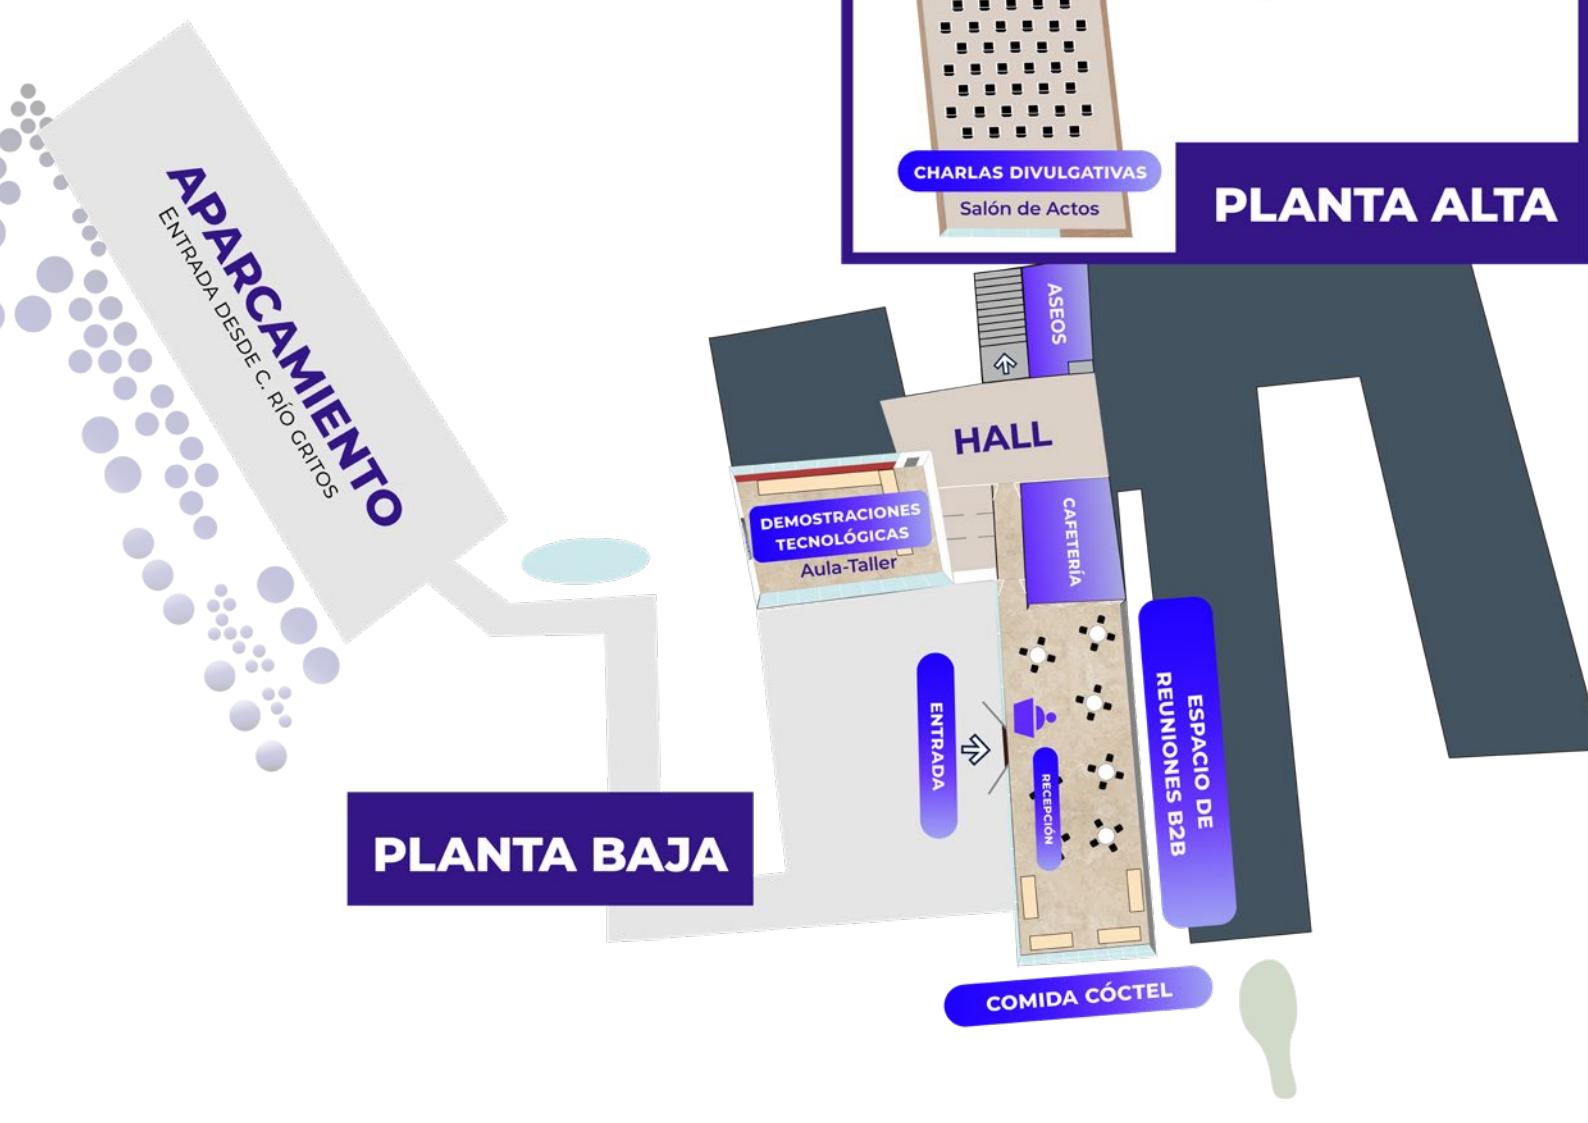 CHARLAS DIVULGATIVAS
Salón de Actos
PLANTA ALTA
APARCAMIENTO
ENTRADA DESDE C. RÍO GRITOS
ASEOS
HALL
DEMOSTRACIONES
TECNOLÓGICAS
Aula-Taller
CAFETERÍA
ENTRADA
RECEPCIÓN
ESPACIO DE
REUNIONES B2B
PLANTA BAJA
COMIDA CÓCTEL